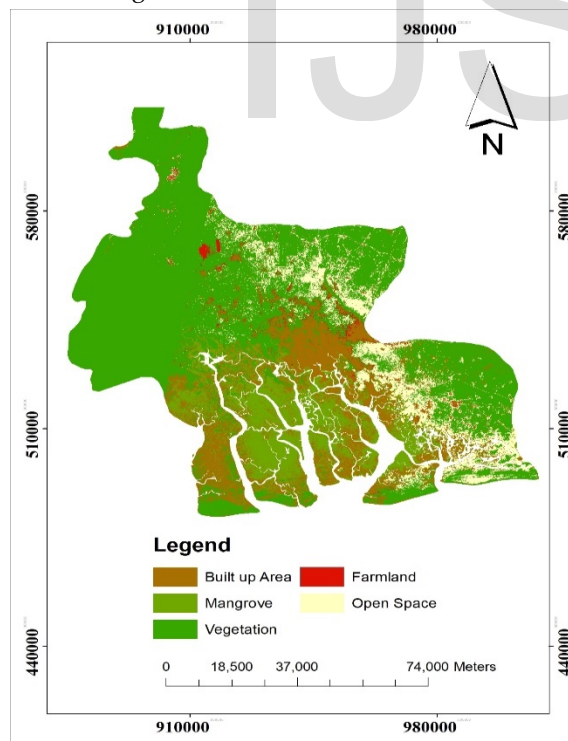 IJS
910000 980000
N
580000 580000
510000 510000
Legend
Built up Area Farmland
Mangrove Open Space
Vegetation
440000 440000
0 18,500 37,000 74,000 Meters
910000 980000